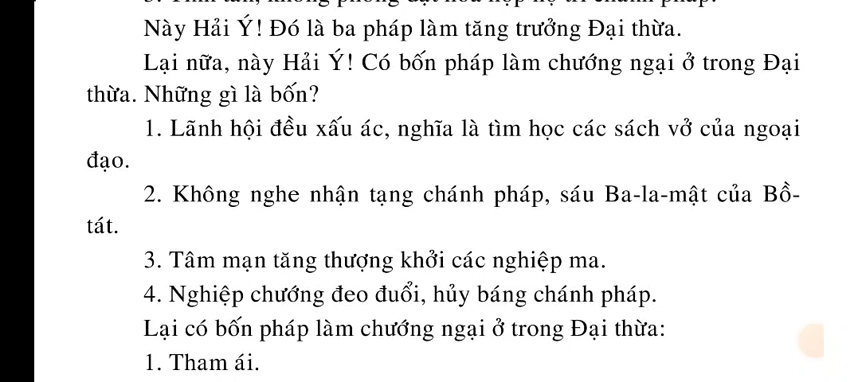 Này Hải Ý! Đó là ba pháp làm tăng trưởng Đại thừa.
Lại nữa, này Hải Ý! Có bốn pháp làm chướng ngại ở trong Đại
thừa. Những gì là bốn?
1. Lãnh hội đều xấu ác, nghĩa là tìm học các sách vở của ngoại
đạo.
2. Không nghe nhận tạng chánh pháp, sáu Ba-la-mật của Bồ-
tát.
3. Tâm mạn tăng thượng khởi các nghiệp ma.
4. Nghiệp chướng đeo đuổi, hủy báng chánh pháp.
Lại có bốn pháp làm chướng ngại ở trong Đại thừa:
1. Tham ái.